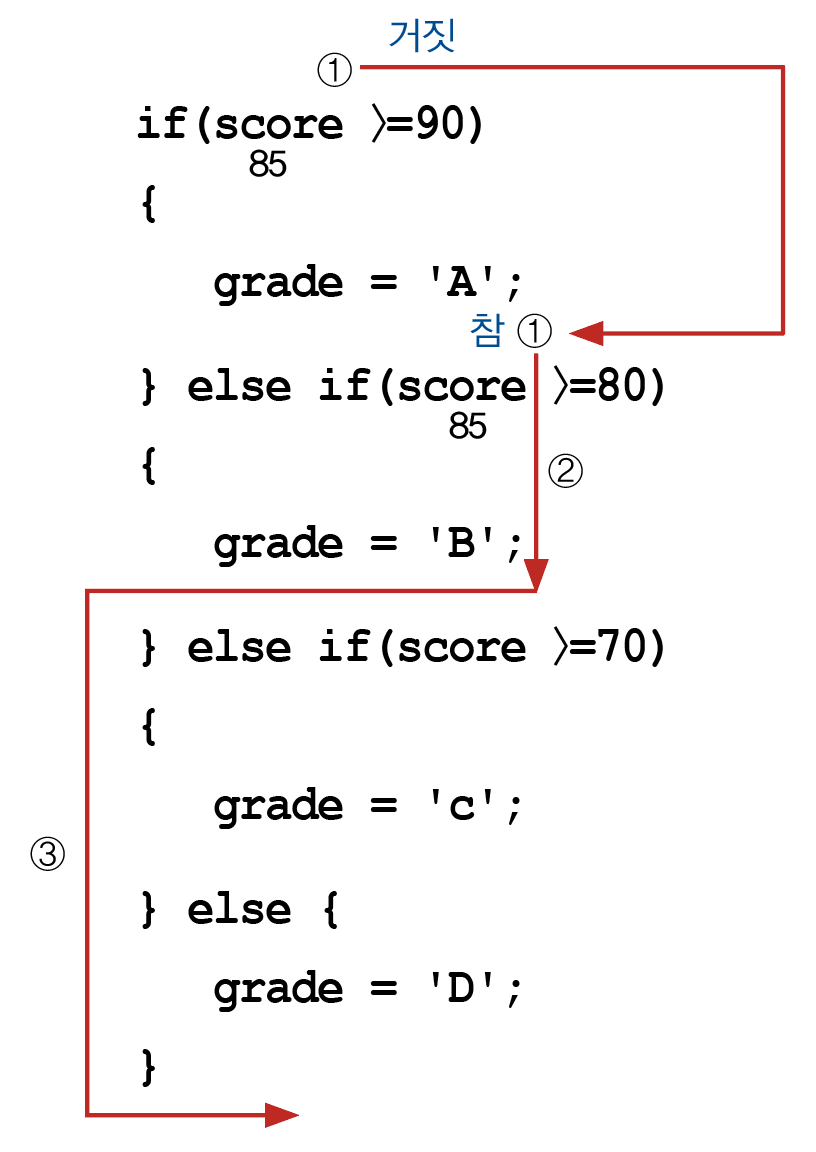 거짓
①
if(score 〉=90)
85
{
grade = 'A';
참 ①
} else if(score 〉=80)
85
{
②
grade = 'B';
} else if(score 〉=70)
{
grade = 'c';
③
} else {
grade = 'D';
}